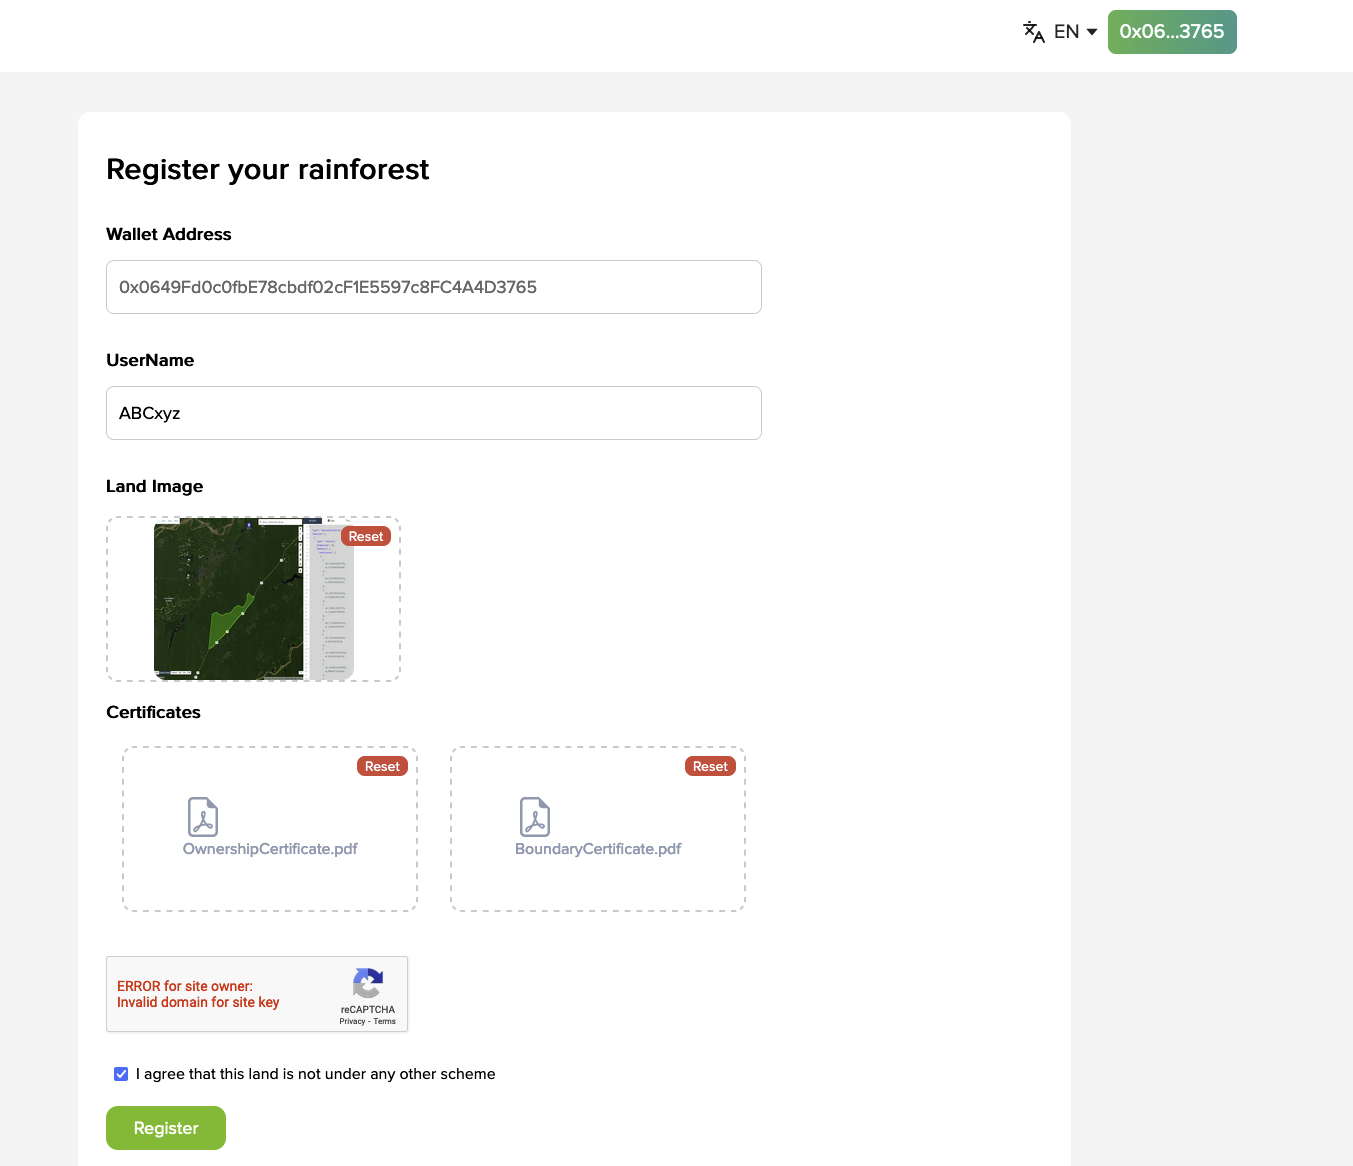 EN
0x06...3765
Register your rainforest
Wallet Address
0x0649Fd0c0fbE78cbdf02cF1E5597c8FC4A4D3765
UserName
ABCxyz
Land Image
Reset
Certificates
Reset
Reset
OwnershipCertificate.pdf
BoundaryCertificate.pdf
ERROR for site owner:
Invalid domain for site key
reCAPTCHA
Privacy - Terms
I agree that this land is not under any other scheme
Register